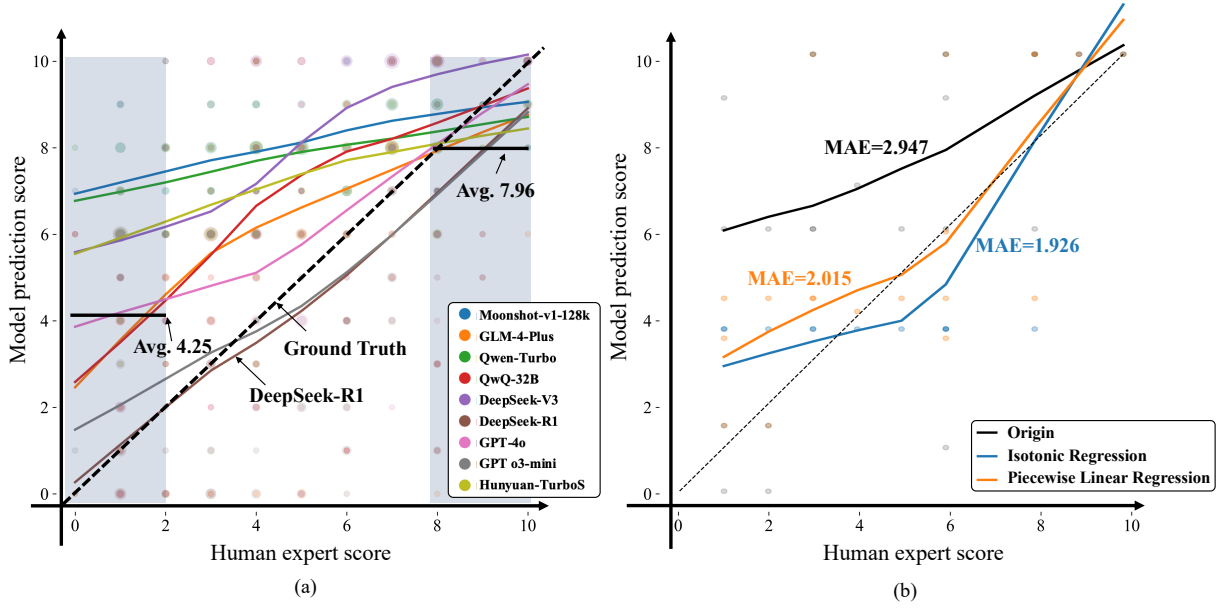 Model prediction score
10
8
6
4
2
0
0
2
4
6
8
10
Human expert score
Avg. 7.96
Avg. 4.25
Ground Truth
DeepSeek-R1
Moonshot-v1-128k
GLM-4-Plus
Qwen-Turbo
QwQ-32B
DeepSeek-V3
DeepSeek-R1
GPT-4o
GPT o3-mini
Hunyuan-TurboS
(a)
Model prediction score
10
8
6
4
2
0
0
2
4
6
8
10
Human expert score
MAE=2.947
MAE=1.926
MAE=2.015
Origin
Isotonic Regression
Piecewise Linear Regression
(b)